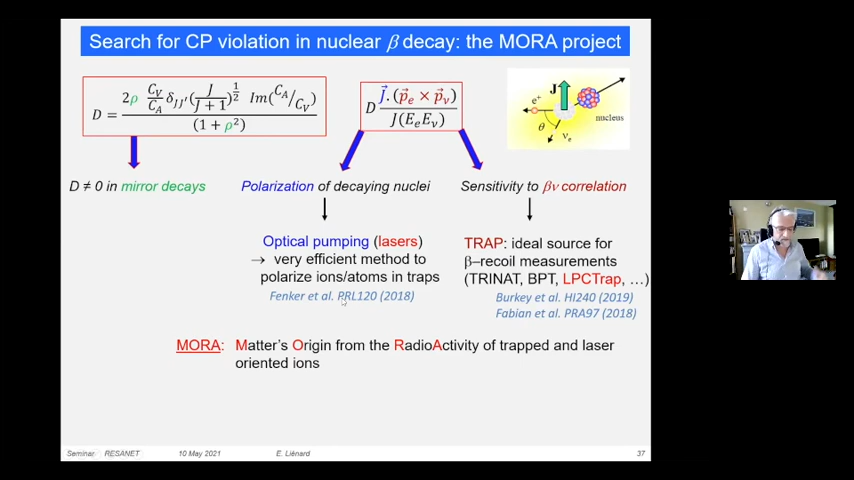 Search for CP violation in nuclear β decay: the MORA project
D = 2ρ C_V/C_A δ_JJ' (J/J+1)^1/2 Im(C_A/C_V) / (1 + ρ²)
D J⃗.(p⃗_e × p⃗_ν) / J(E_e E_ν)
J
e⁺
θ
ν_e
nucleus
D ≠ 0 in mirror decays
Polarization of decaying nuclei
Sensitivity to βν correlation
Optical pumping (lasers)
→ very efficient method to
polarize ions/atoms in traps
Fenker et al. PRL120 (2018)
TRAP: ideal source for
β–recoil measurements
(TRINAT, BPT, LPCTrap, …)
Burkey et al. HI240 (2019)
Fabian et al. PRA97 (2018)
MORA: Matter's Origin from the RadioActivity of trapped and laser
oriented ions
Seminar RESANET 10 May 2021 E. Liénard 37